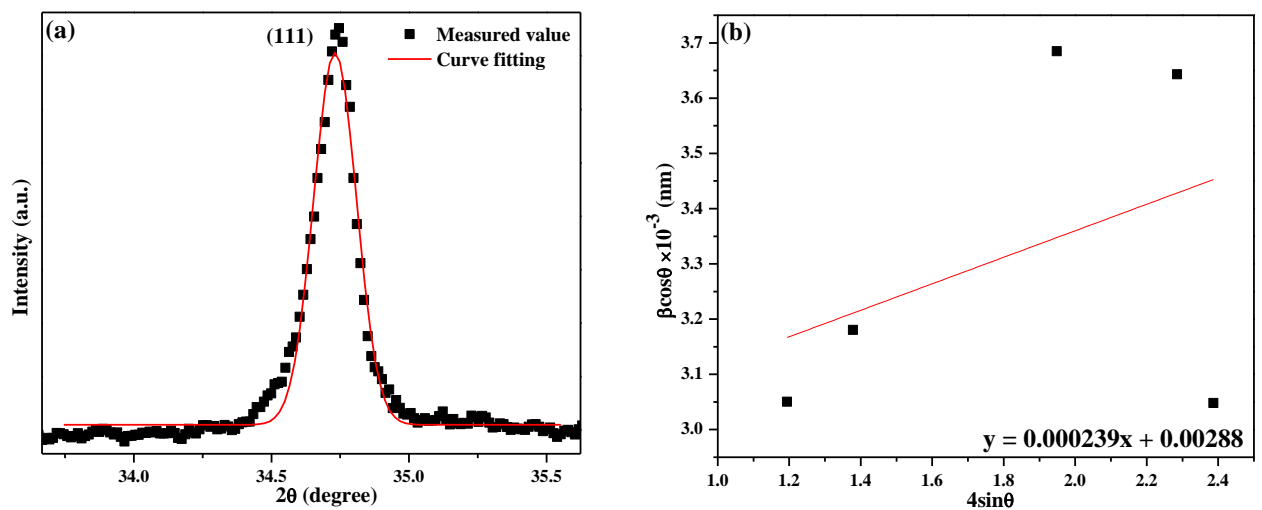 (a)
(111)
Measured value
Curve fitting
Intensity (a.u.)
34.0 34.5 35.0 35.5
2θ (degree)
(b)
βcosθ ×10⁻³ (nm)
3.7
3.6
3.5
3.4
3.3
3.2
3.1
3.0
y = 0.000239x + 0.00288
1.0 1.2 1.4 1.6 1.8 2.0 2.2 2.4
4sinθ